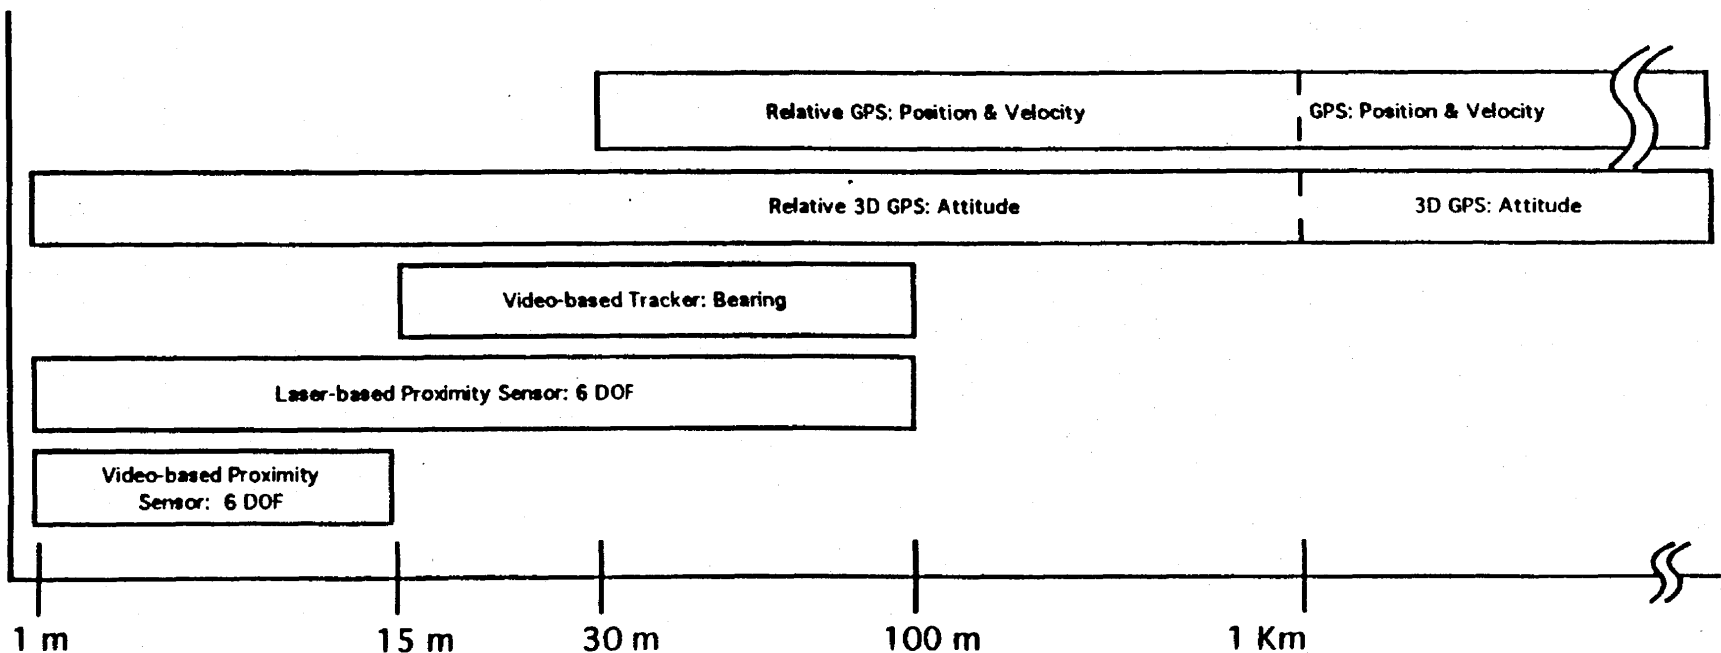 Relative GPS: Position & Velocity
GPS: Position & Velocity
Relative 3D GPS: Attitude
3D GPS: Attitude
Video-based Tracker: Bearing
Laser-based Proximity Sensor: 6 DOF
Video-based Proximity
Sensor: 6 DOF
1 m
15 m
30 m
100 m
1 Km